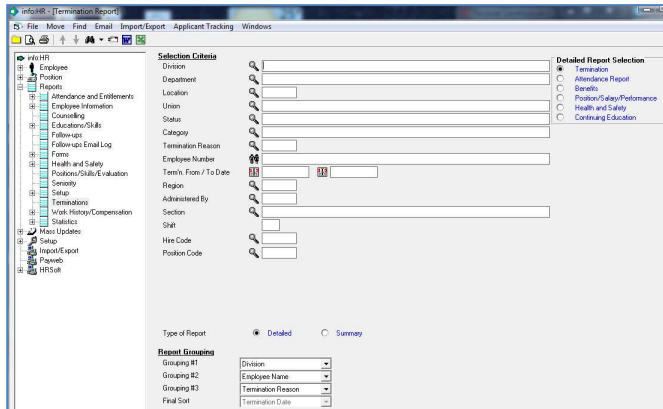 info:HR - [Termination Report]
File Move Find Email Import/Export Applicant Tracking Windows
info:HR
Employee
Position
Reports
Attendance and Entitlements
Employee Information
Counselling
Educations/Skills
Follow-ups
Follow-ups Email Log
Forms
Health and Safety
Positions/Skills/Evaluation
Seniority
Setup
Terminations
Work History/Compensation
Statistics
Mass Updates
Setup
Import/Export
Payweb
HRSoft
Selection Criteria
Division
Department
Location
Union
Status
Category
Termination Reason
Employee Number
Term'n. From / To Date
Region
Administered By
Section
Shift
Hire Code
Position Code
Type of Report Detailed Summary
Report Grouping
Grouping #1 Division
Grouping #2 Employee Name
Grouping #3 Termination Reason
Final Sort Termination Date
Detailed Report Selection
Termination
Attendance Report
Benefits
Position/Salary/Performance
Health and Safety
Continuing Education